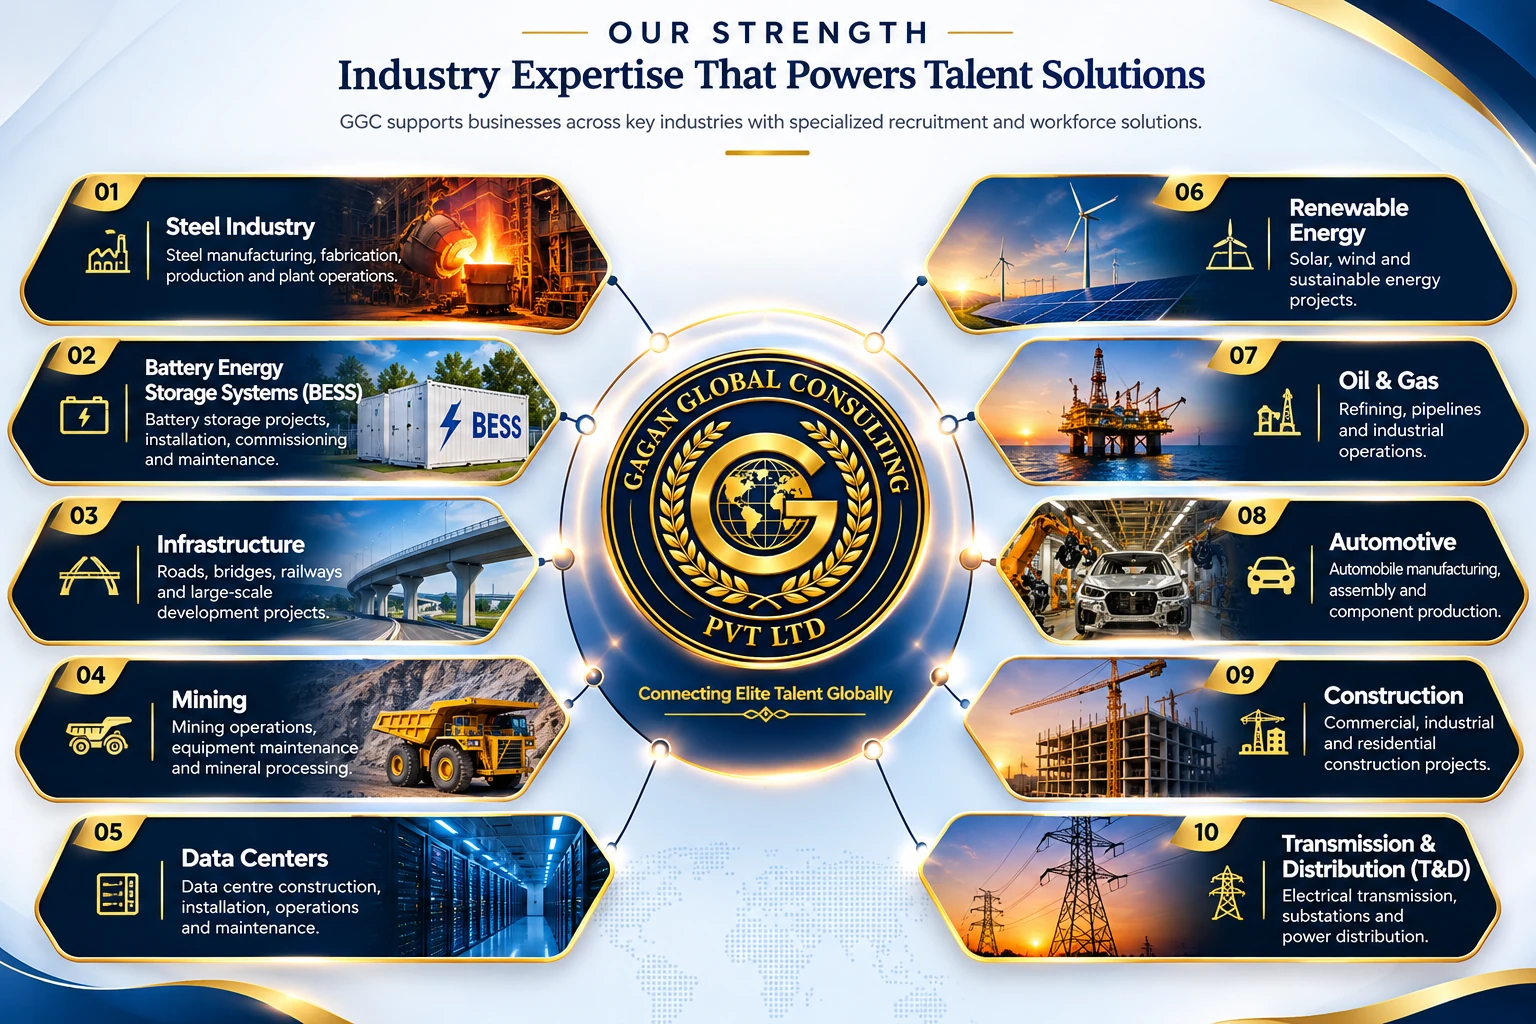 OUR STRENGTH
Industry Expertise That Powers Talent Solutions
GGC supports businesses across key industries with specialized recruitment and workforce solutions.
01
Steel Industry
Steel manufacturing, fabrication,
production and plant operations.
02
Battery Energy
Storage Systems (BESS)
Battery storage projects,
installation, commissioning
and maintenance.
BESS
03
Infrastructure
Roads, bridges, railways
and large-scale
development projects.
04
Mining
Mining operations,
equipment maintenance
and mineral processing.
05
Data Centers
Data centre construction,
installation, operations
and maintenance.
GAGAN GLOBAL CONSULTING
G
PVT LTD
Connecting Elite Talent Globally
06
Renewable
Energy
Solar, wind and
sustainable energy
projects.
07
Oil & Gas
Refining, pipelines
and industrial
operations.
08
Automotive
Automobile manufacturing,
assembly and
component production.
09
Construction
Commercial, industrial
and residential
construction projects.
10
Transmission &
Distribution (T&D)
Electrical transmission,
substations and
power distribution.